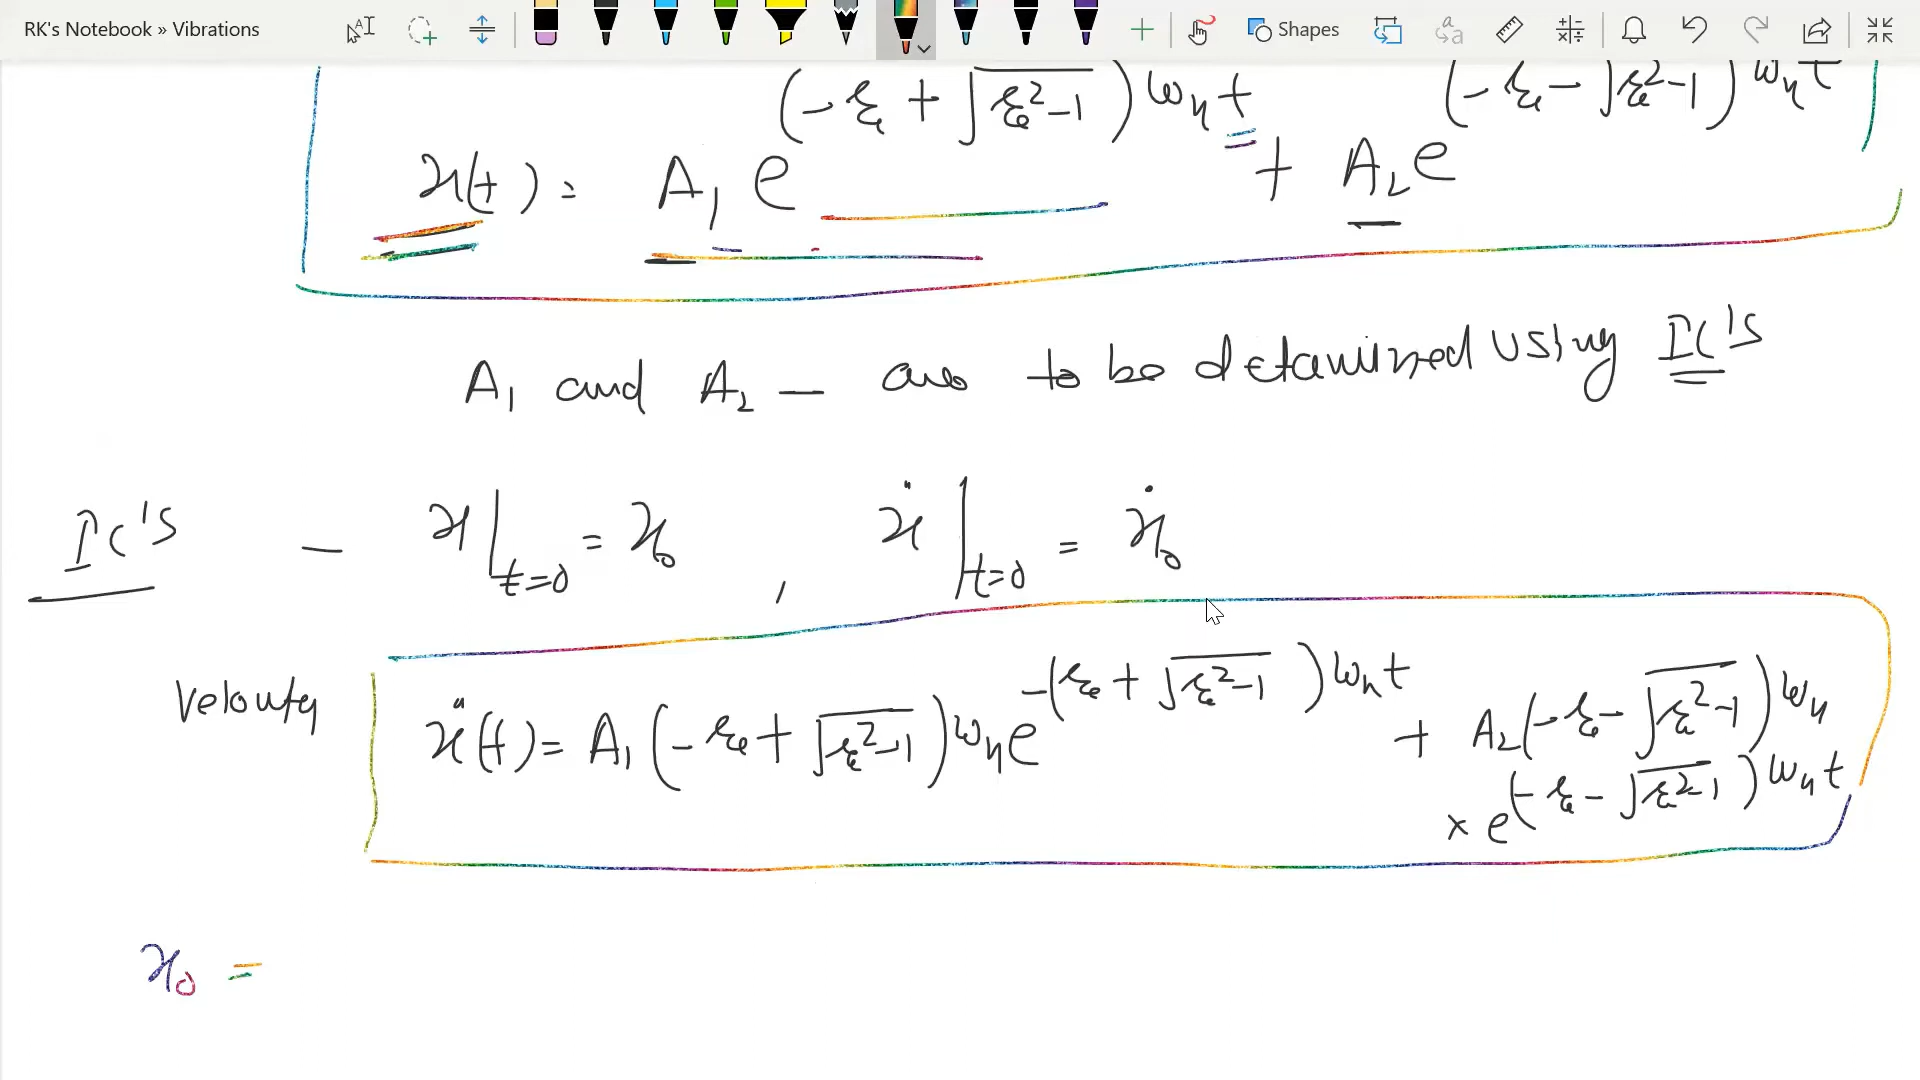 RK's Notebook » Vibrations
Shapes
x(t) = A₁ e^(-ξ + √(ξ²-1))ωₙt + A₂ e^(-ξ - √(ξ²-1))ωₙt
A₁ and A₂ — are to be determined using IC's
IC's — x|t=0 = x₀ , ẋ|t=0 = ẋ₀
Velocity ẋ(t) = A₁(-ξ + √(ξ²-1))ωₙ e^-(ξ + √(ξ²-1))ωₙt + A₂(-ξ - √(ξ²-1))ωₙ
× e^(-ξ - √(ξ²-1))ωₙt
x₀ =